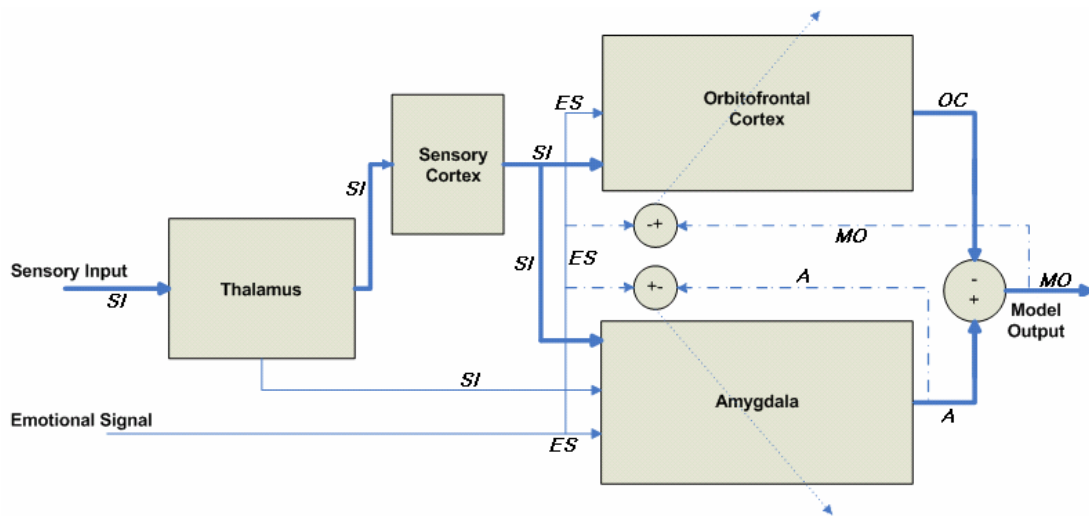 ES
Orbitofrontal
Cortex
OC
Sensory
Cortex
SI
SI
-+
MO
SI
ES
Sensory Input
SI
Thalamus
+-
A
-
+
MO
Model
Output
SI
Amygdala
A
Emotional Signal
ES